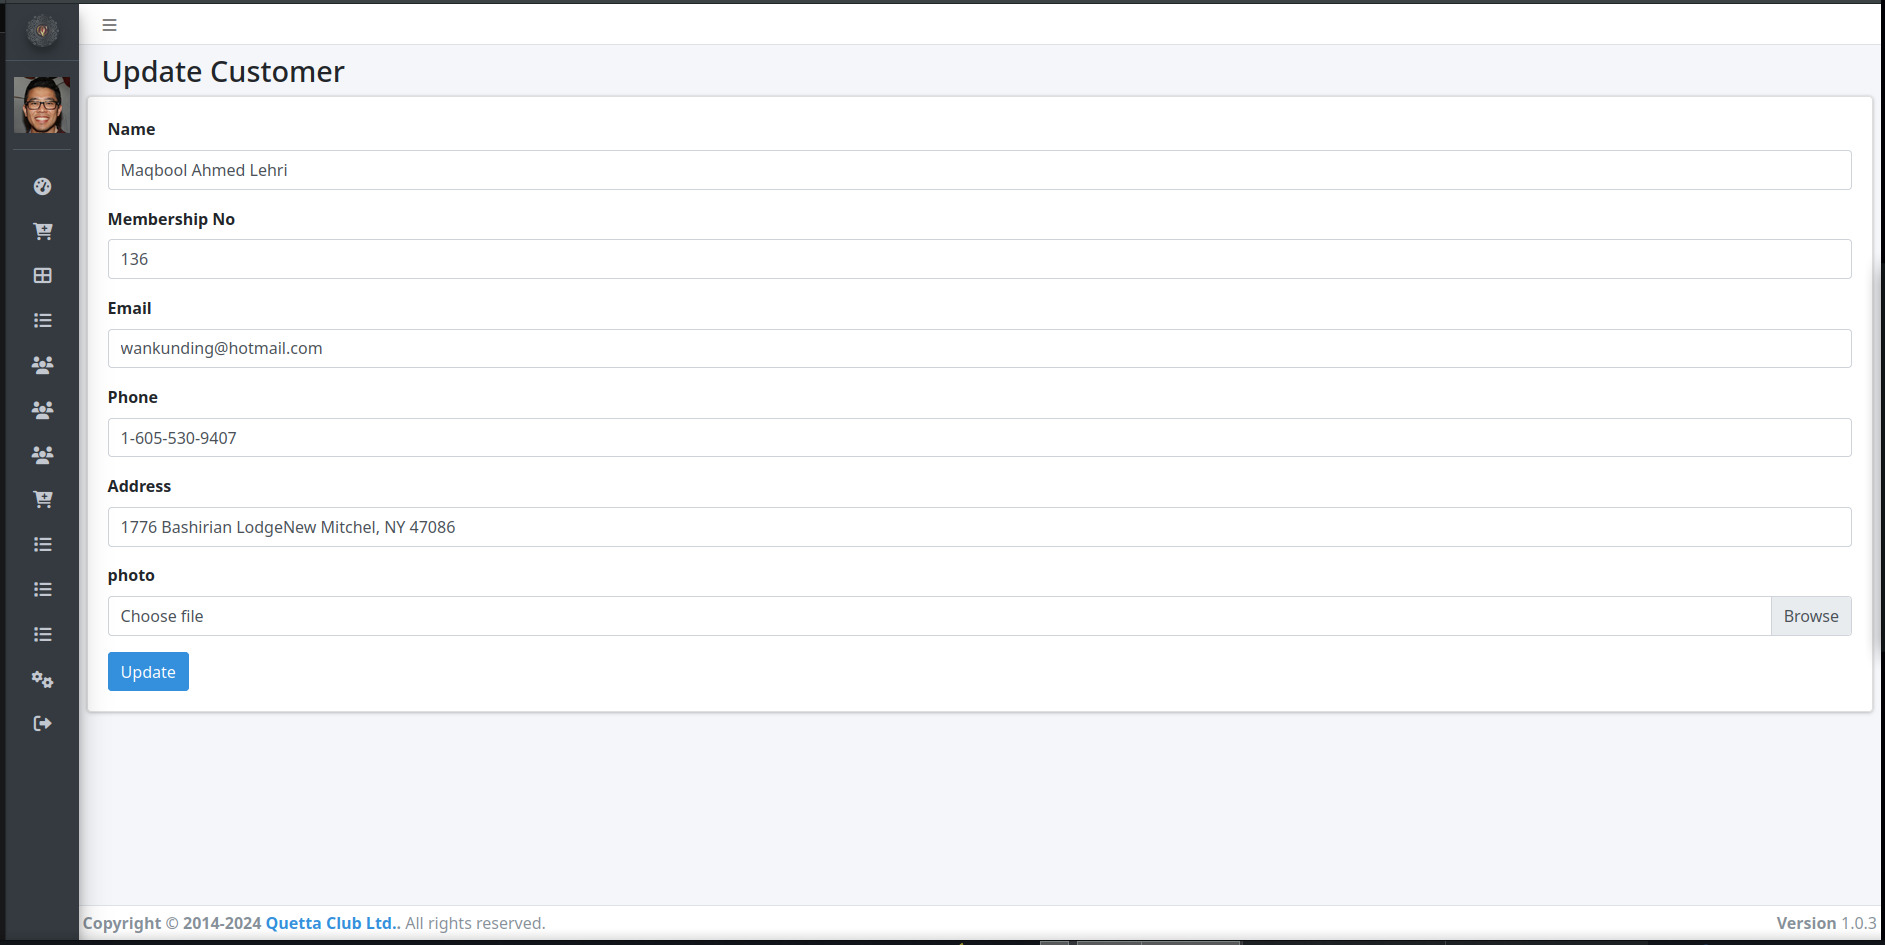 Update Customer
Name
Maqbool Ahmed Lehri
Membership No
136
Email
wankunding@hotmail.com
Phone
1-605-530-9407
Address
1776 Bashirian LodgeNew Mitchel, NY 47086
photo
Choose file
Browse
Update
Copyright © 2014-2024 Quetta Club Ltd.. All rights reserved.
Version 1.0.3